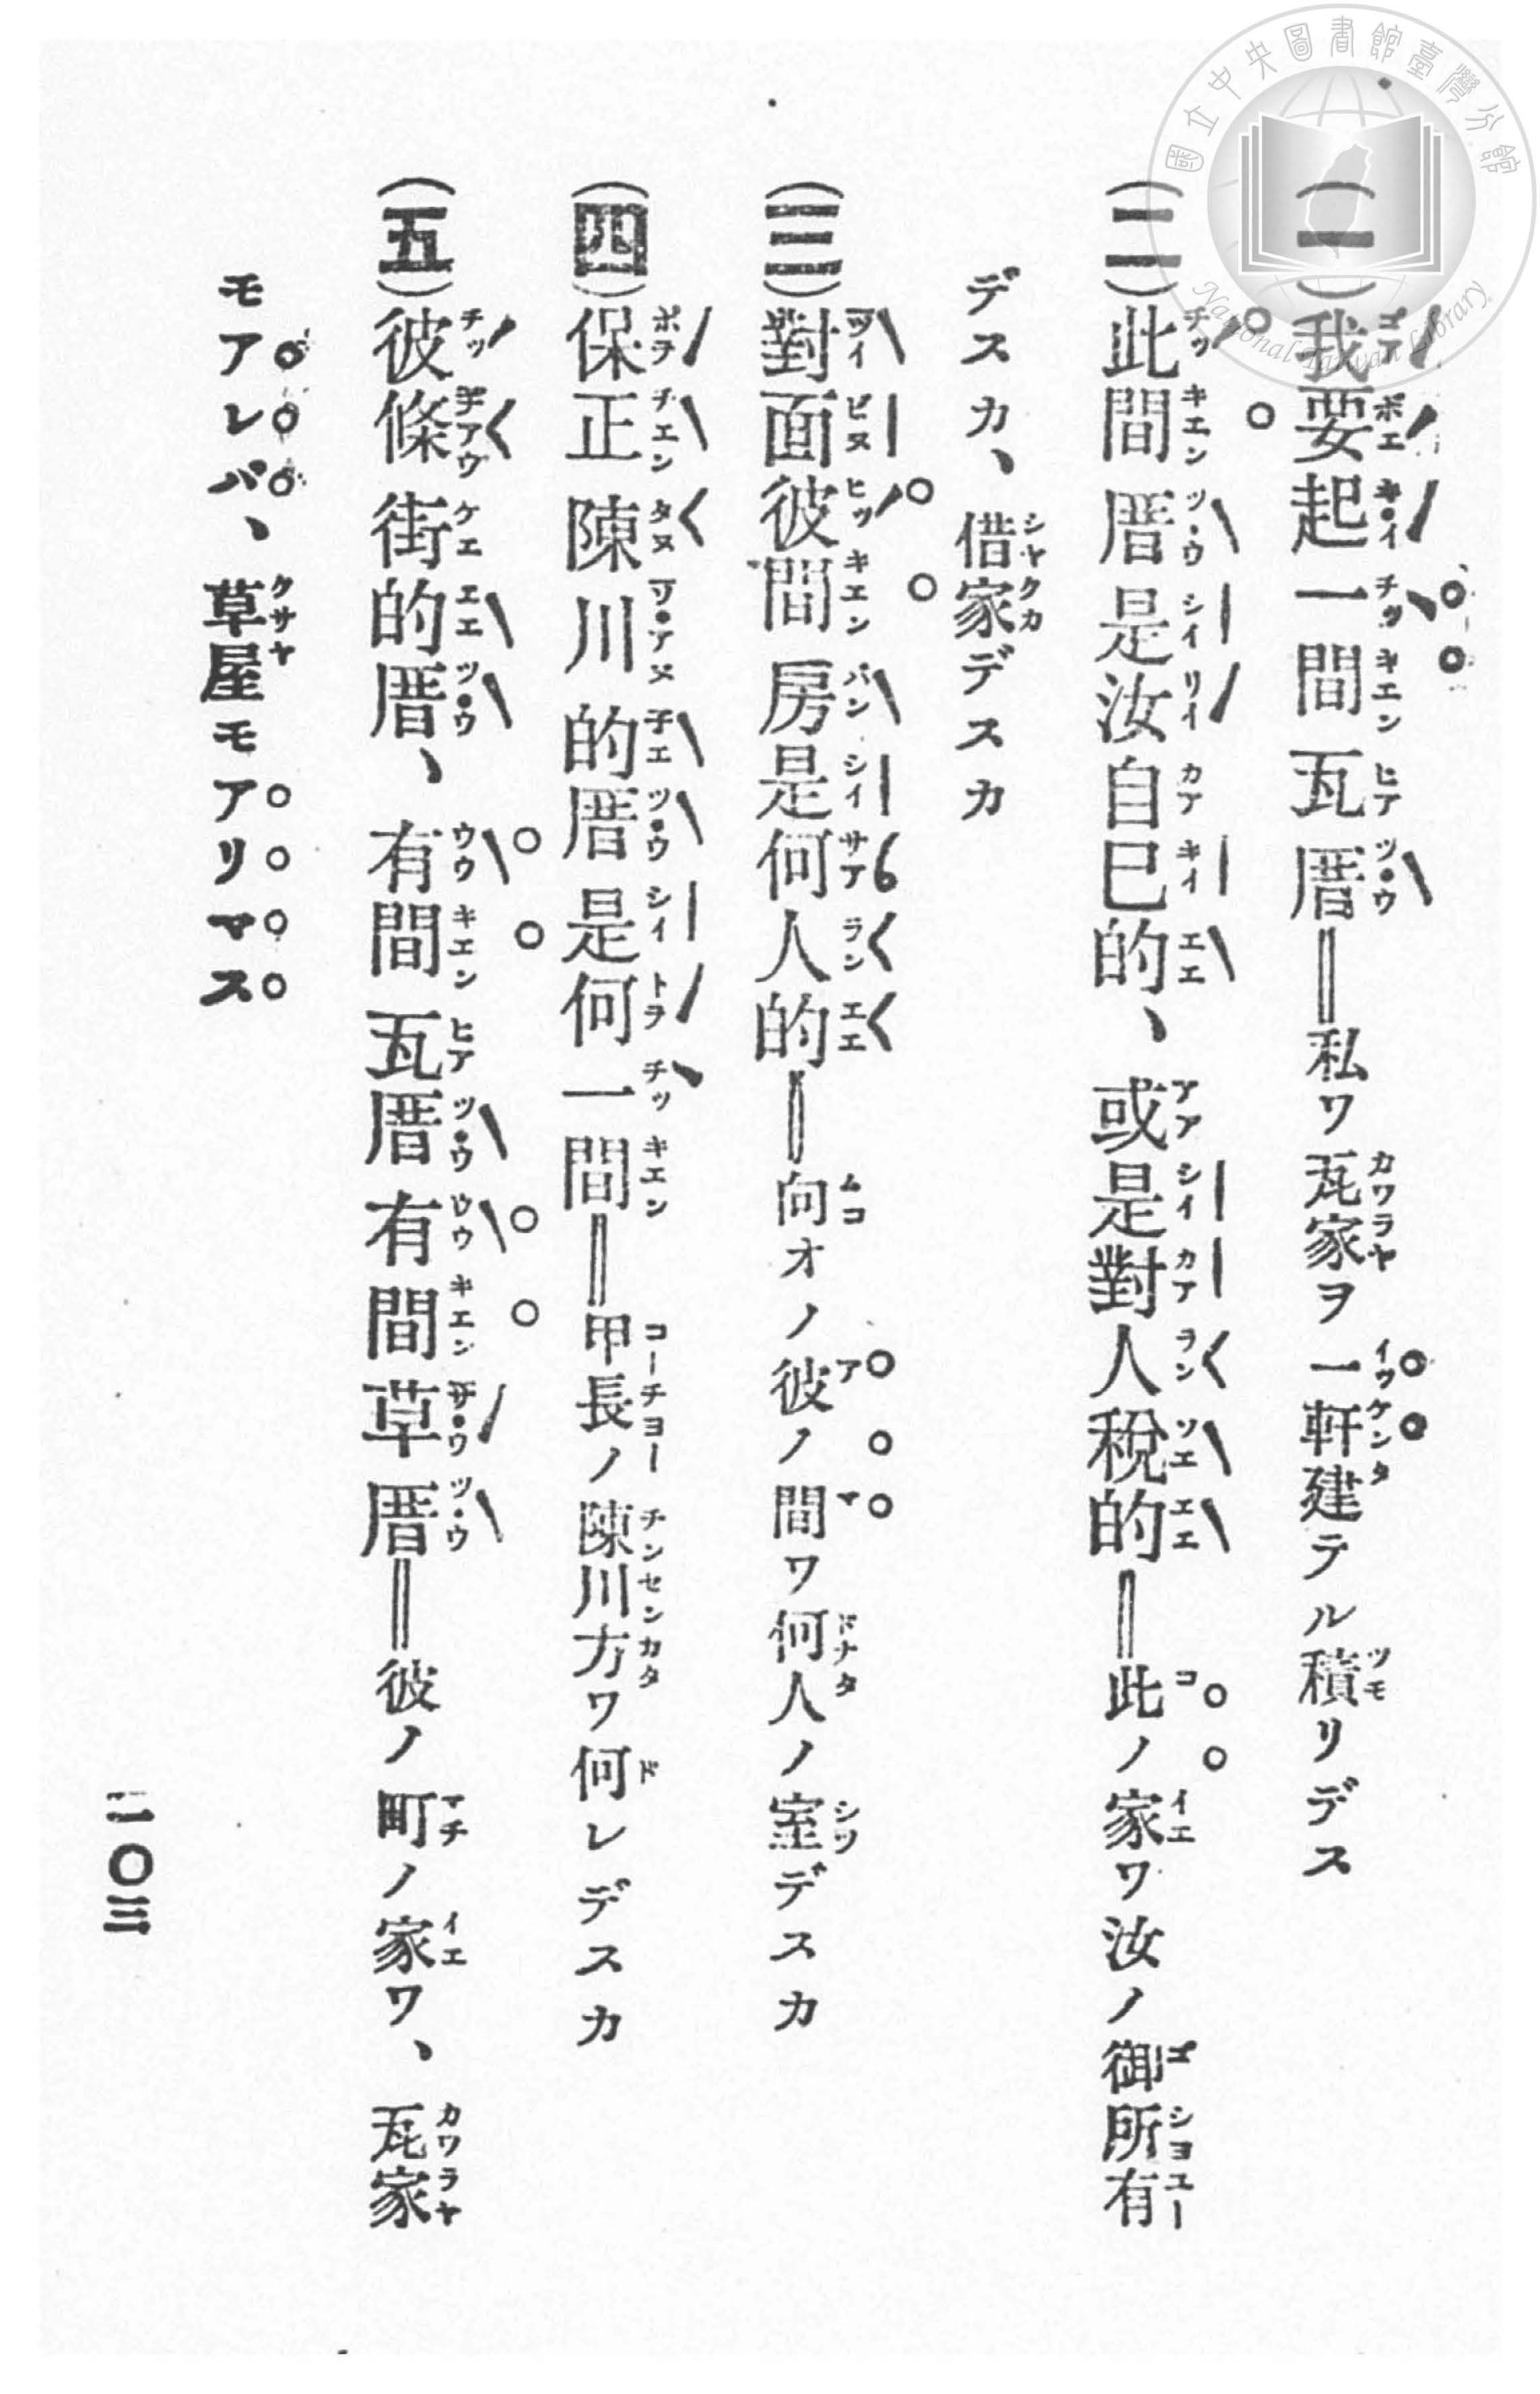 (一)我要起一間瓦厝＝私ワ瓦家ヲ一軒建テル積リデス
(二)此間厝是汝自己的、或是對人稅的＝此ノ家ワ汝ノ御所有
デスカ、借家デスカ
(三)對面彼間房是何人的＝向オノ彼ノ間ワ何人ノ室デスカ
(四)保正陳川的厝是何一間＝甲長ノ陳川方ワ何レデスカ
(五)彼條街的厝、有間瓦厝有間草厝＝彼ノ町ノ家ワ、瓦家
モアレバ、草屋モアリマス
二〇三
國立中央圖書館臺灣分館
National Taiwan Library